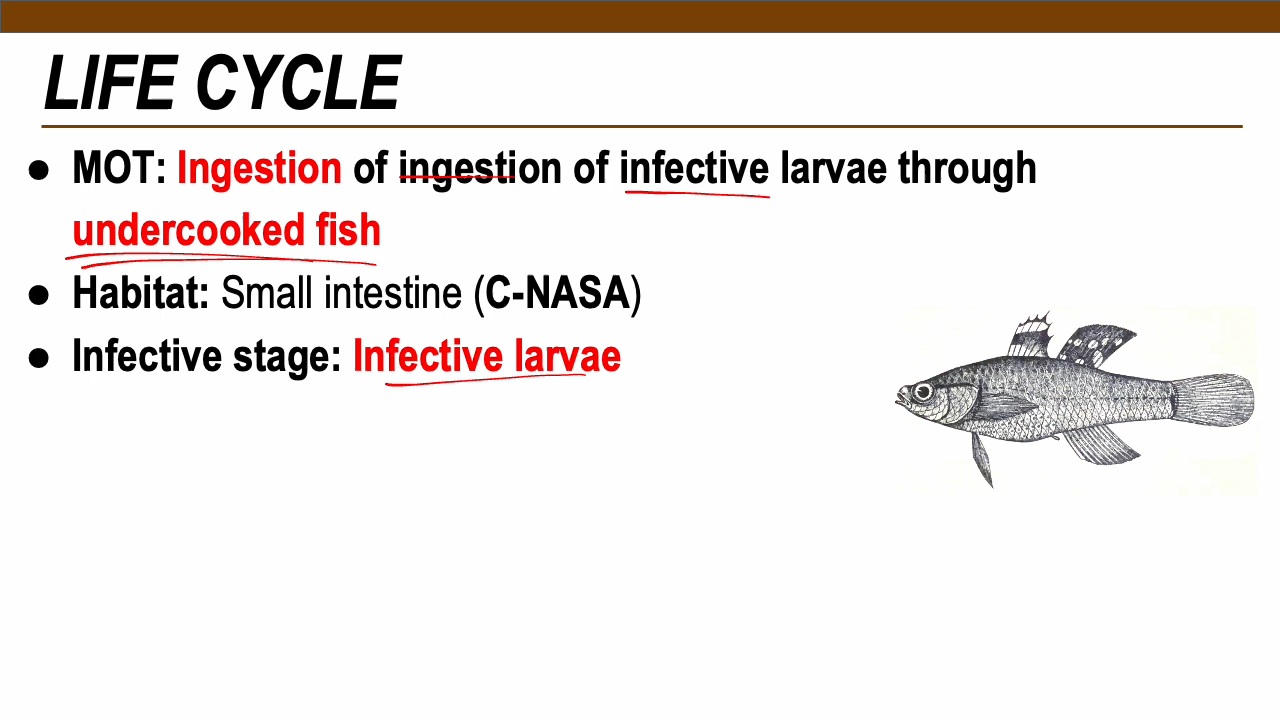 LIFE CYCLE
● MOT: Ingestion of ingestion of infective larvae through
undercooked fish
● Habitat: Small intestine (C-NASA)
● Infective stage: Infective larvae